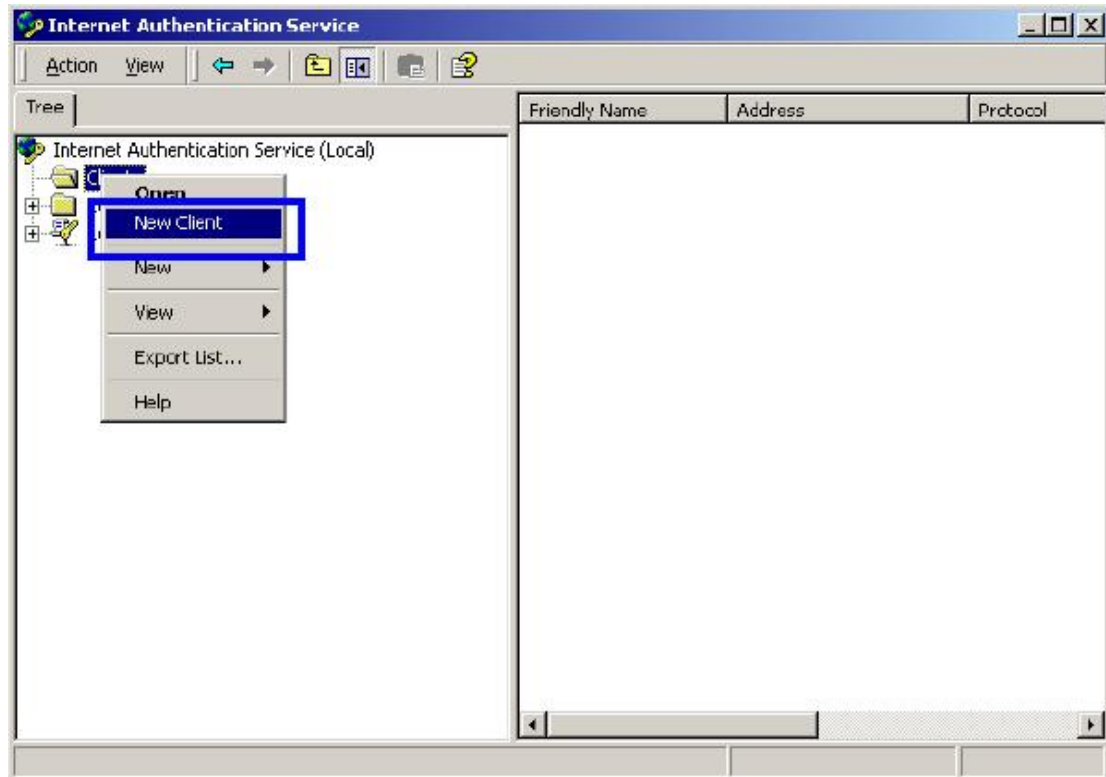 Internet Authentication Service
Action View
Tree
Friendly Name Address Protocol
Internet Authentication Service (Local)
Open
New Client
New
View
Export List...
Help